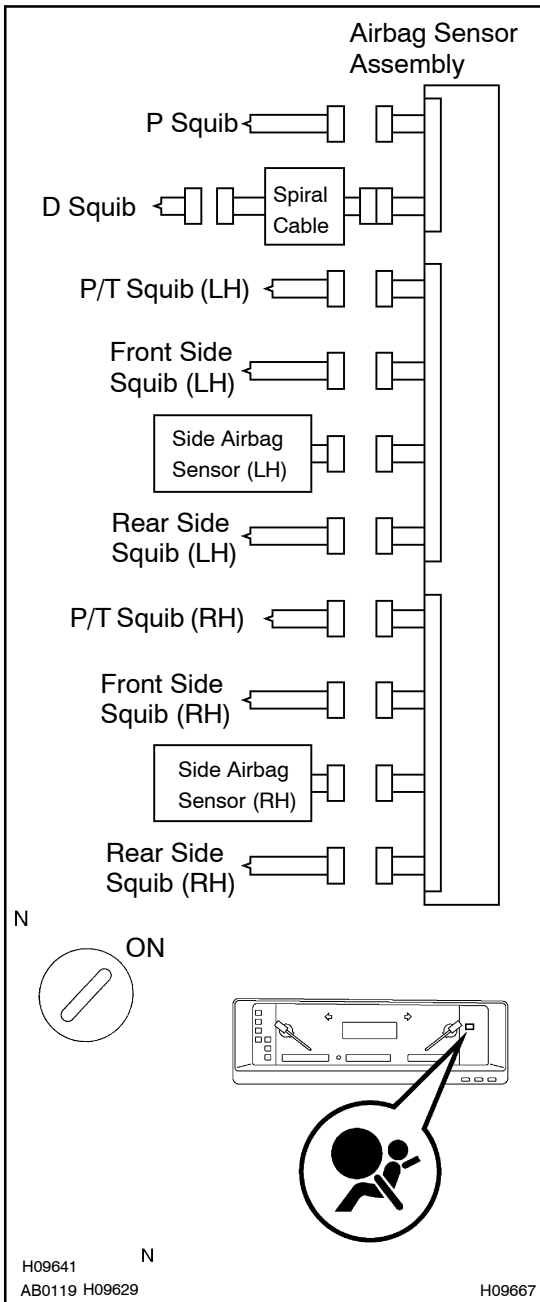 Airbag Sensor
Assembly
P Squib
D Squib
Spiral
Cable
P/T Squib (LH)
Front Side
Squib (LH)
Side Airbag
Sensor (LH)
Rear Side
Squib (LH)
P/T Squib (RH)
Front Side
Squib (RH)
Side Airbag
Sensor (RH)
Rear Side
Squib (RH)
N
ON
N
H09641
AB0119 H09629
H09667